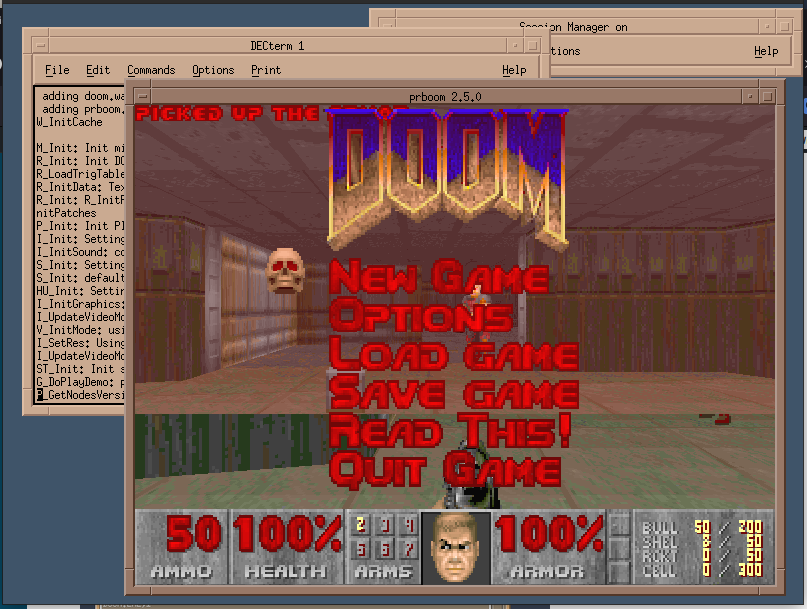 Session Manager on
tions
Help
DECterm 1
File Edit Commands Options Print Help
adding doom.wa
adding prboom.
W_InitCache
M_Init: Init mi
R_Init: Init DO
R_LoadTrigTable
R_InitData: Tex
R_Init: R_InitP
nitPatches
P_Init: Init Pl
I_Init: Setting
I_InitSound: co
S_Init: Setting
S_Init: default
HU_Init: Settin
I_InitGraphics:
I_UpdateVideoMo
V_InitMode: usi
I_SetRes: Using
I_UpdateVideoMo
ST_Init: Init s
G_DoPlayDemo: p
P_GetNodesVersi
prboom 2.5.0
PICKED UP THE
DOOM
NEW GAME
OPTIONS
LOAD GAME
SAVE GAME
READ THIS!
QUIT GAME
50 100% 2 3 4 100%
5 6 7
AMMO HEALTH ARMS ARMOR
BULL 50 / 200
SHEL 0 / 50
ROKT 0 / 50
CELL 0 / 300